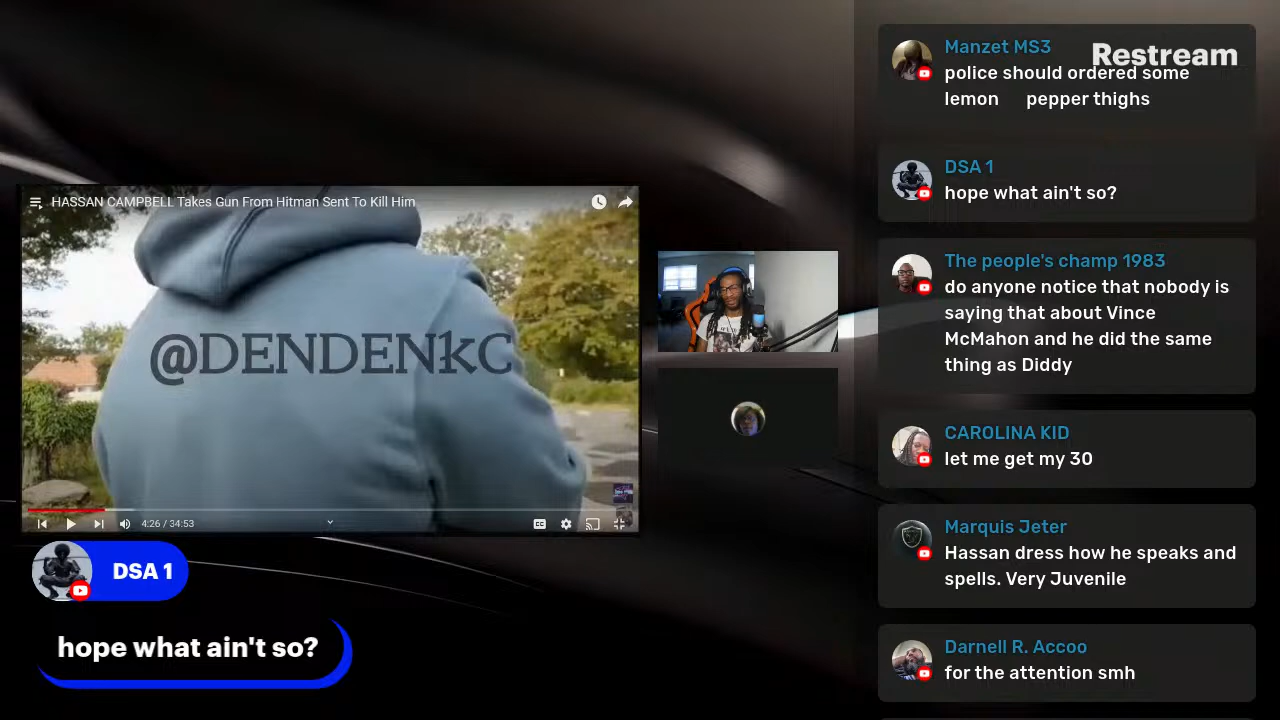 HASSAN CAMPBELL Takes Gun From Hitman Sent To Kill Him
@DENDENkC
4:26 / 34:53
CC
DSA 1
hope what ain't so?
Restream
Manzet MS3
police should ordered some
lemon pepper thighs
DSA 1
hope what ain't so?
The people's champ 1983
do anyone notice that nobody is
saying that about Vince
McMahon and he did the same
thing as Diddy
CAROLINA KID
let me get my 30
Marquis Jeter
Hassan dress how he speaks and
spells. Very Juvenile
Darnell R. Accoo
for the attention smh